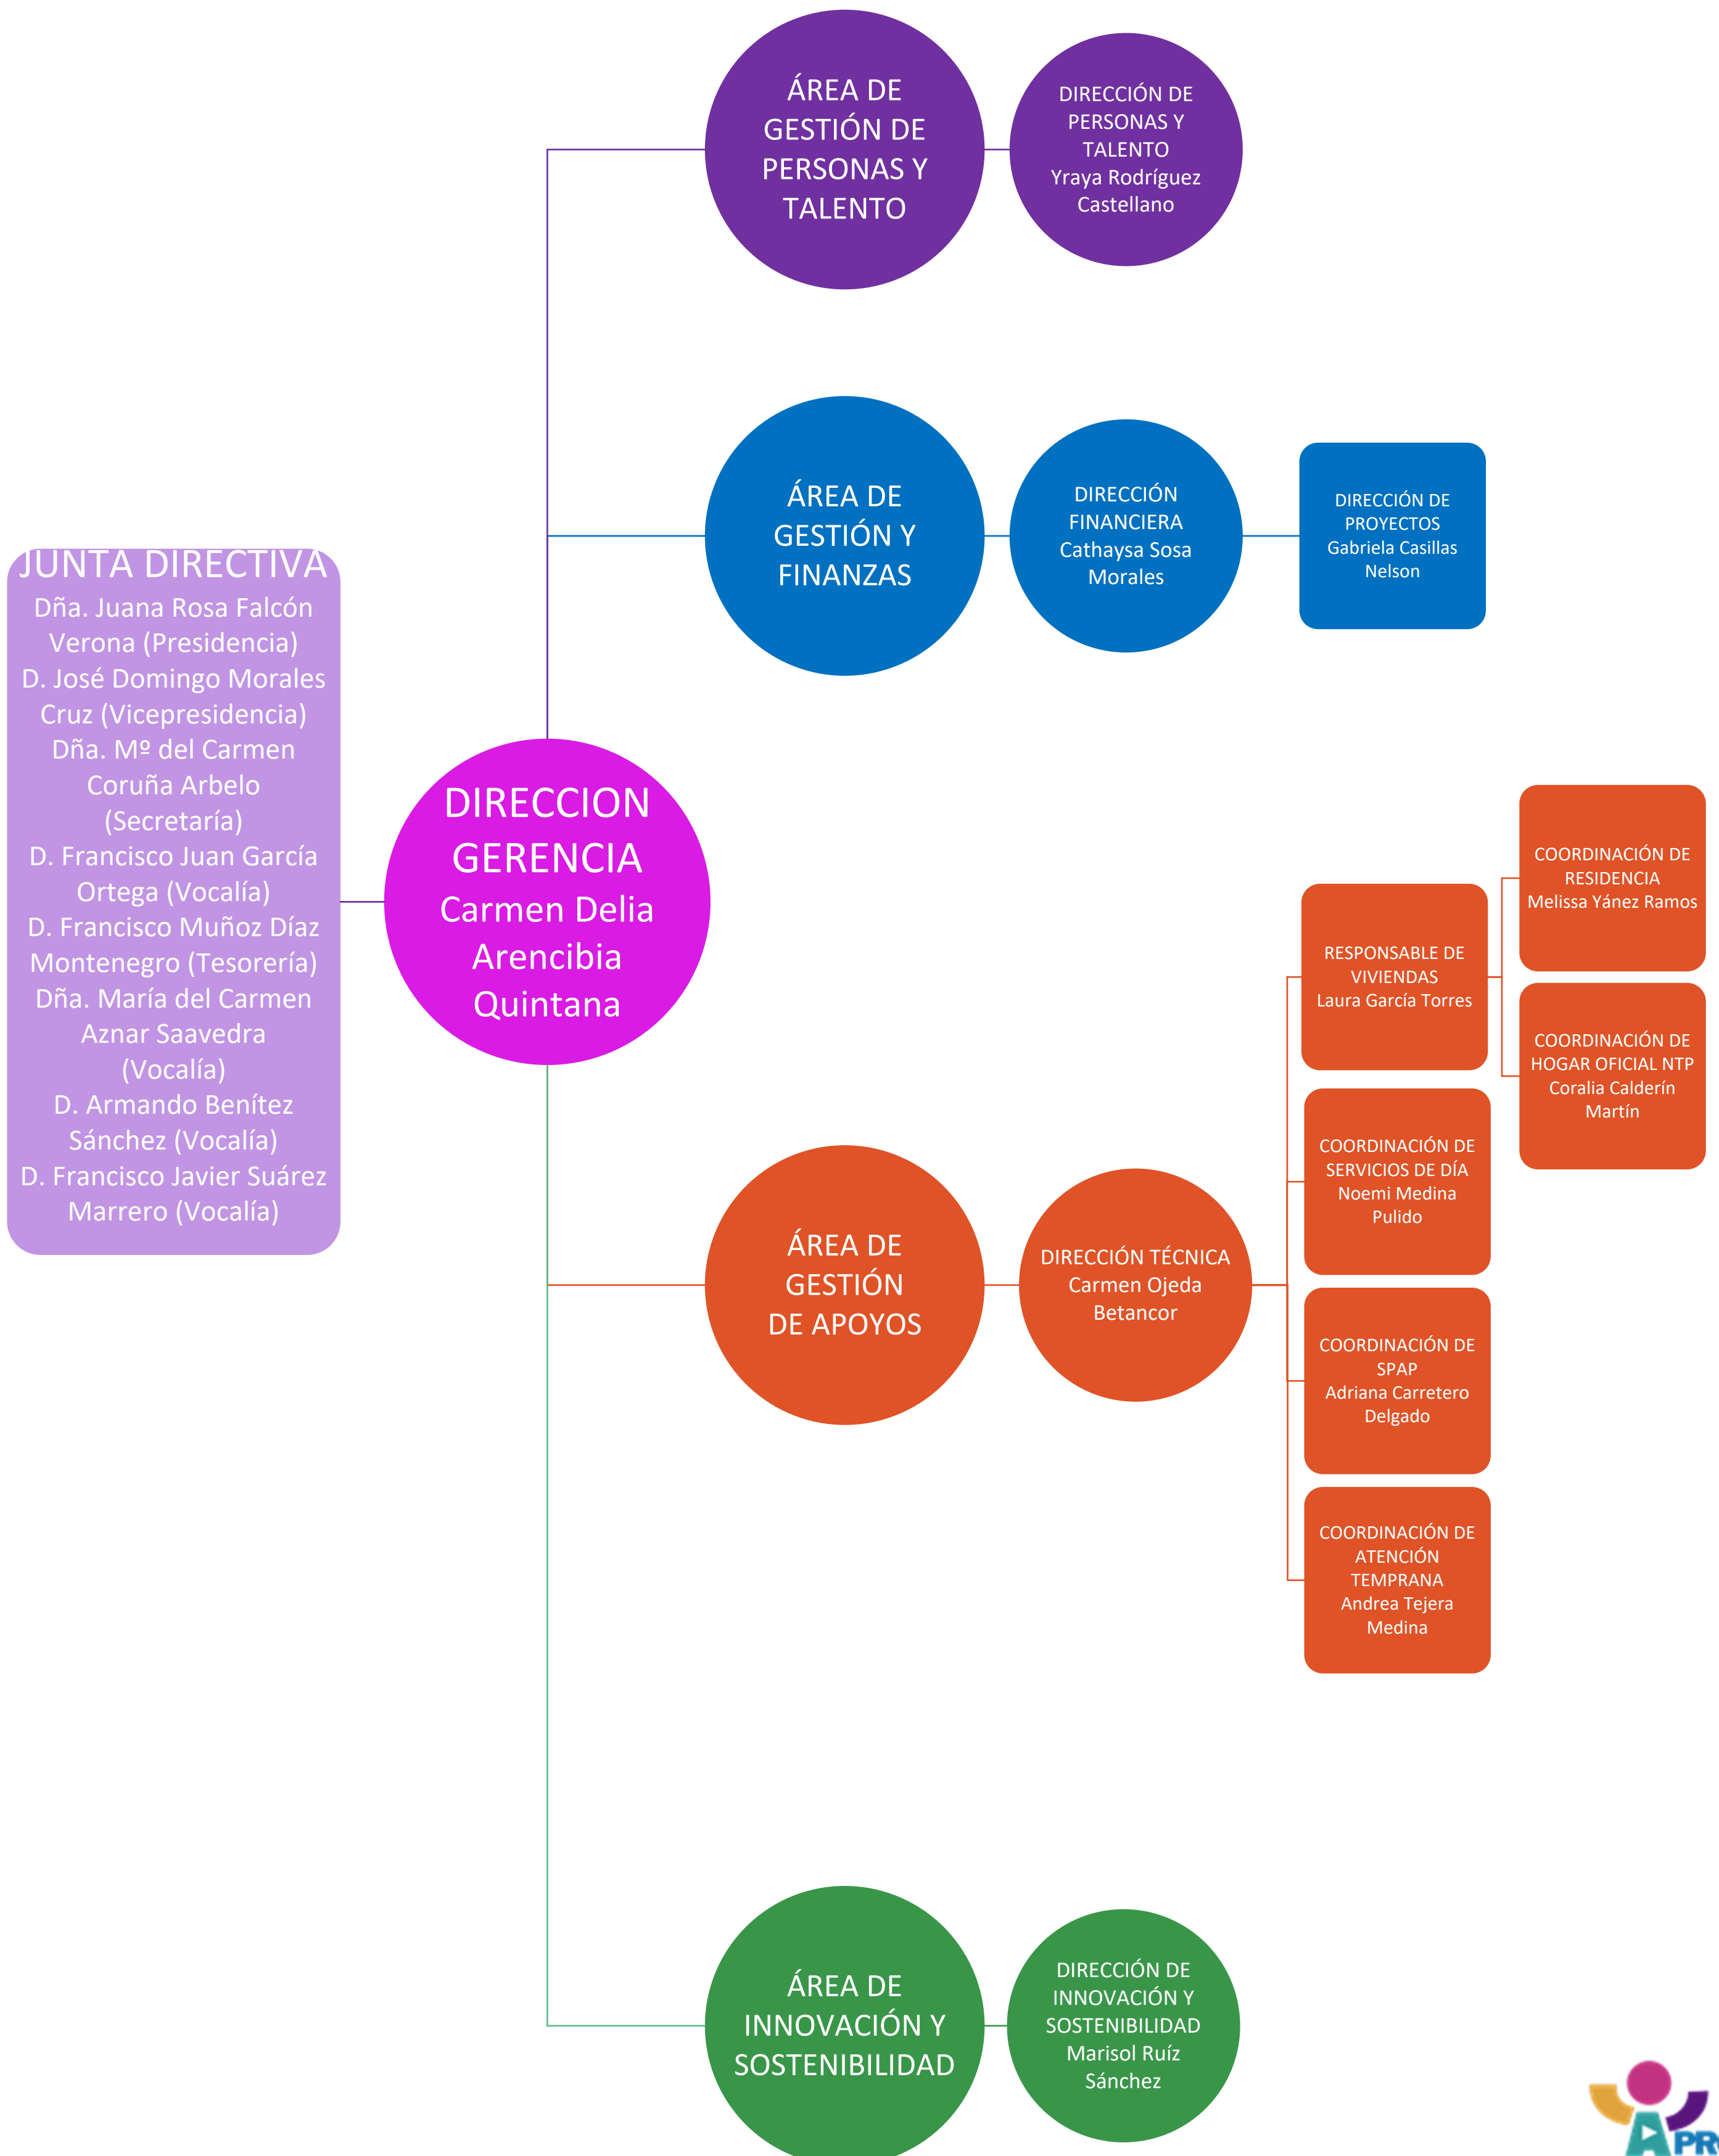 JUNTA DIRECTIVA
Dña. Juana Rosa Falcón
Verona (Presidencia)
D. José Domingo Morales
Cruz (Vicepresidencia)
Dña. Mº del Carmen
Coruña Arbelo
(Secretaría)
D. Francisco Juan García
Ortega (Vocalía)
D. Francisco Muñoz Díaz
Montenegro (Tesorería)
Dña. María del Carmen
Aznar Saavedra
(Vocalía)
D. Armando Benítez
Sánchez (Vocalía)
D. Francisco Javier Suárez
Marrero (Vocalía)
DIRECCION
GERENCIA
Carmen Delia
Arencibia
Quintana
ÁREA DE
GESTIÓN DE
PERSONAS Y
TALENTO
DIRECCIÓN DE
PERSONAS Y
TALENTO
Yraya Rodríguez
Castellano
ÁREA DE
GESTIÓN Y
FINANZAS
DIRECCIÓN
FINANCIERA
Cathaysa Sosa
Morales
DIRECCIÓN DE
PROYECTOS
Gabriela Casillas
Nelson
ÁREA DE
GESTIÓN
DE APOYOS
DIRECCIÓN TÉCNICA
Carmen Ojeda
Betancor
RESPONSABLE DE
VIVIENDAS
Laura García Torres
COORDINACIÓN DE
RESIDENCIA
Melissa Yánez Ramos
COORDINACIÓN DE
HOGAR OFICIAL NTP
Coralia Calderín
Martín
COORDINACIÓN DE
SERVICIOS DE DÍA
Noemi Medina
Pulido
COORDINACIÓN DE
SPAP
Adriana Carretero
Delgado
COORDINACIÓN DE
ATENCIÓN
TEMPRANA
Andrea Tejera
Medina
ÁREA DE
INNOVACIÓN Y
SOSTENIBILIDAD
DIRECCIÓN DE
INNOVACIÓN Y
SOSTENIBILIDAD
Marisol Ruíz
Sánchez